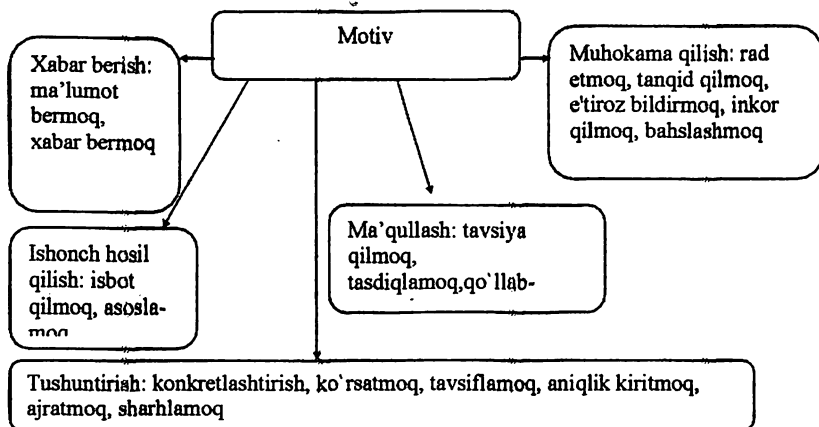 Motiv
Xabar berish:
ma’lumot
bermoq,
xabar bermoq
Muhokama qilish: rad
etmoq, tanqid qilmoq,
e'tiroz bildirmoq, inkor
qilmoq, bahslashmoq
Ishonch hosil
qilish: isbot
qilmoq, asosla-
moq
Ma’qullash: tavsiya
qilmoq,
tasdiqlamoq,qo`llab-
Tushuntirish: konkretlashtirish, ko`rsatmoq, tavsiflamoq, aniqlik kiritmoq,
ajratmoq, sharhlamoq